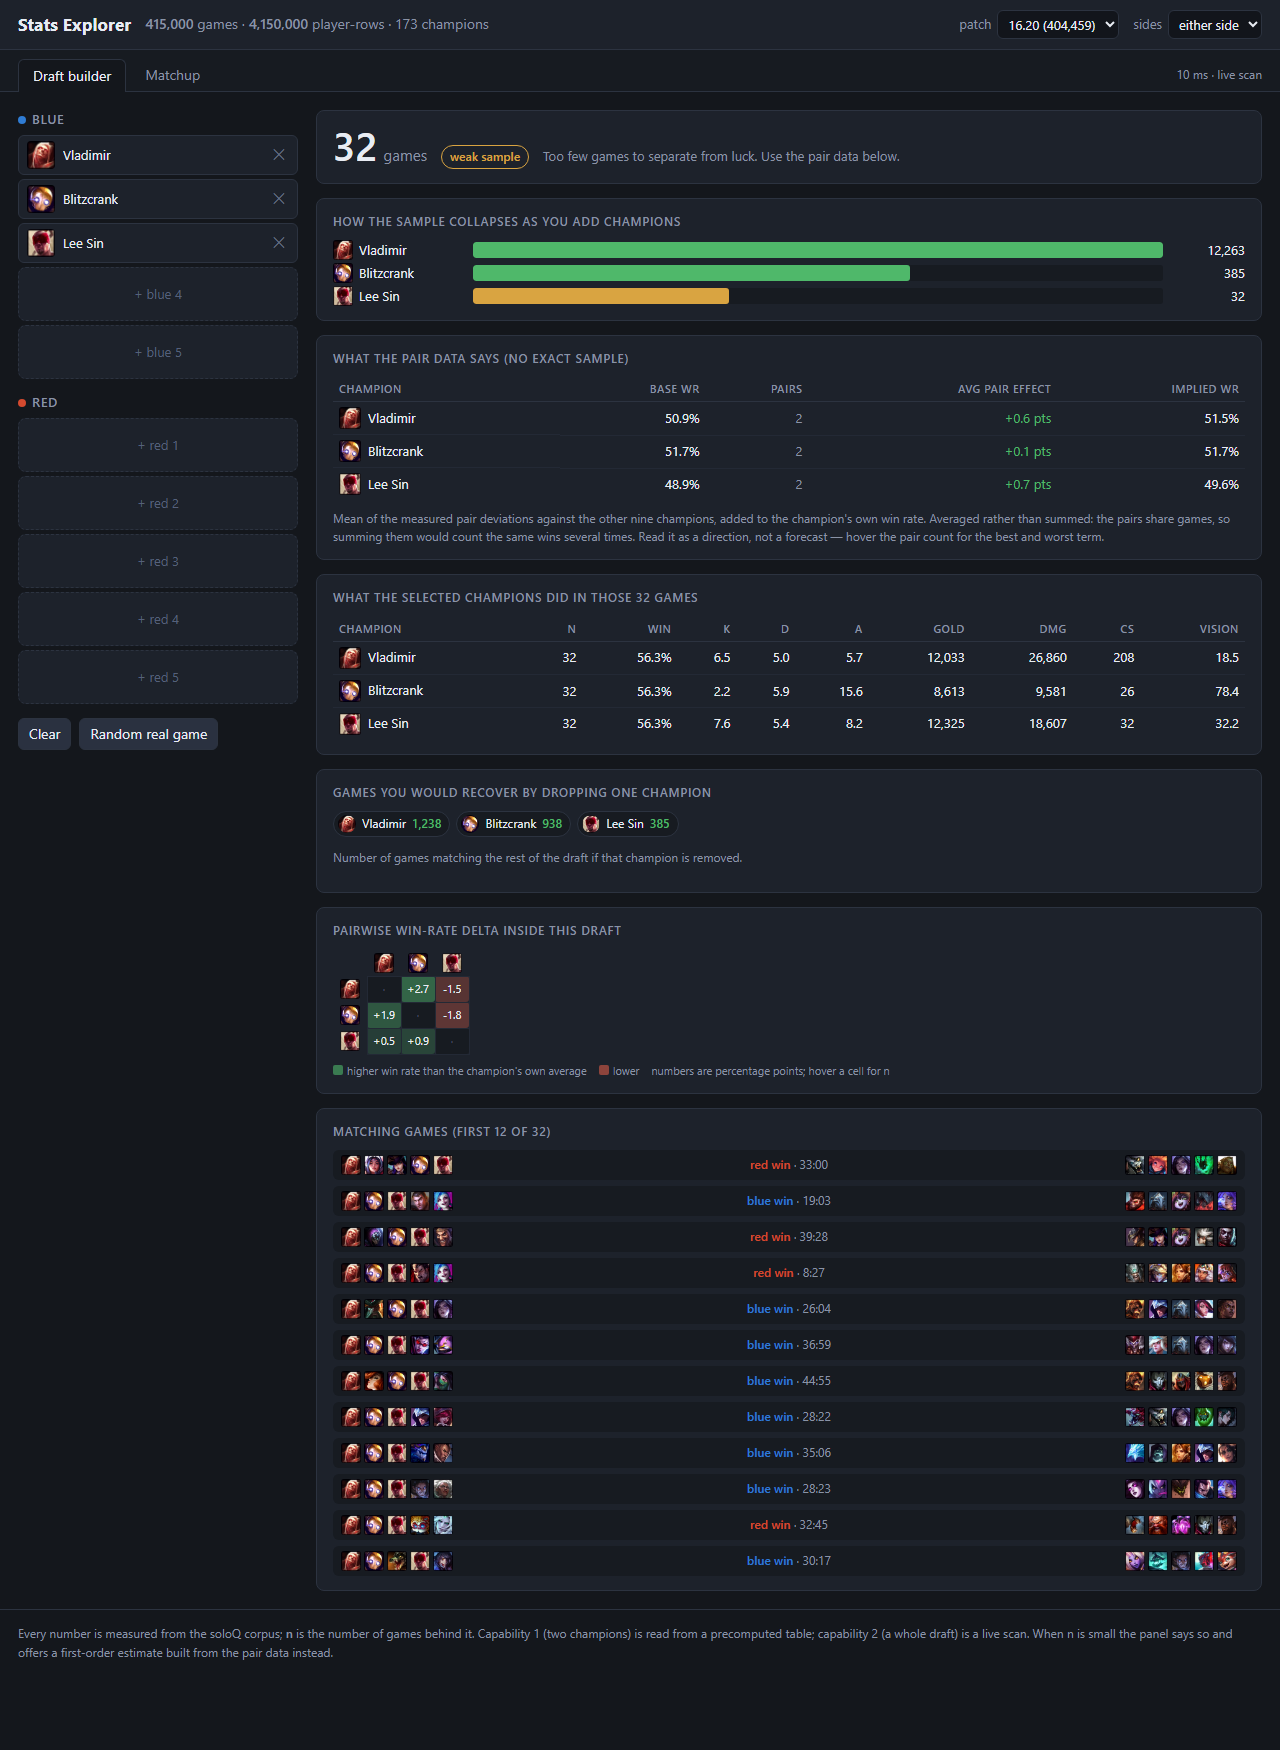 Stats Explorer 415,000 games · 4,150,000 player-rows · 173 champions patch 16.20 (404,459) sides either side
Draft builder Matchup 10 ms · live scan
BLUE
Vladimir
Blitzcrank
Lee Sin
+ blue 4
+ blue 5
RED
+ red 1
+ red 2
+ red 3
+ red 4
+ red 5
Clear Random real game
32 games weak sample Too few games to separate from luck. Use the pair data below.
HOW THE SAMPLE COLLAPSES AS YOU ADD CHAMPIONS
Vladimir 12,263
Blitzcrank 385
Lee Sin 32
WHAT THE PAIR DATA SAYS (NO EXACT SAMPLE)
CHAMPION BASE WR PAIRS AVG PAIR EFFECT IMPLIED WR
Vladimir 50.9% 2 +0.6 pts 51.5%
Blitzcrank 51.7% 2 +0.1 pts 51.7%
Lee Sin 48.9% 2 +0.7 pts 49.6%
Mean of the measured pair deviations against the other nine champions, added to the champion's own win rate. Averaged rather than summed: the pairs share games, so
summing them would count the same wins several times. Read it as a direction, not a forecast — hover the pair count for the best and worst term.
WHAT THE SELECTED CHAMPIONS DID IN THOSE 32 GAMES
CHAMPION N WIN K D A GOLD DMG CS VISION
Vladimir 32 56.3% 6.5 5.0 5.7 12,033 26,860 208 18.5
Blitzcrank 32 56.3% 2.2 5.9 15.6 8,613 9,581 26 78.4
Lee Sin 32 56.3% 7.6 5.4 8.2 12,325 18,607 32 32.2
GAMES YOU WOULD RECOVER BY DROPPING ONE CHAMPION
Vladimir 1,238 Blitzcrank 938 Lee Sin 385
Number of games matching the rest of the draft if that champion is removed.
PAIRWISE WIN-RATE DELTA INSIDE THIS DRAFT
· +2.7 -1.5
+1.9 · -1.8
+0.5 +0.9 ·
higher win rate than the champion's own average lower numbers are percentage points; hover a cell for n
MATCHING GAMES (FIRST 12 OF 32)
red win · 33:00
blue win · 19:03
red win · 39:28
red win · 8:27
blue win · 26:04
blue win · 36:59
blue win · 44:55
blue win · 28:22
blue win · 35:06
blue win · 28:23
red win · 32:45
blue win · 30:17
Every number is measured from the soloQ corpus; n is the number of games behind it. Capability 1 (two champions) is read from a precomputed table; capability 2 (a whole draft) is a live scan. When n is small the panel says so and
offers a first-order estimate built from the pair data instead.